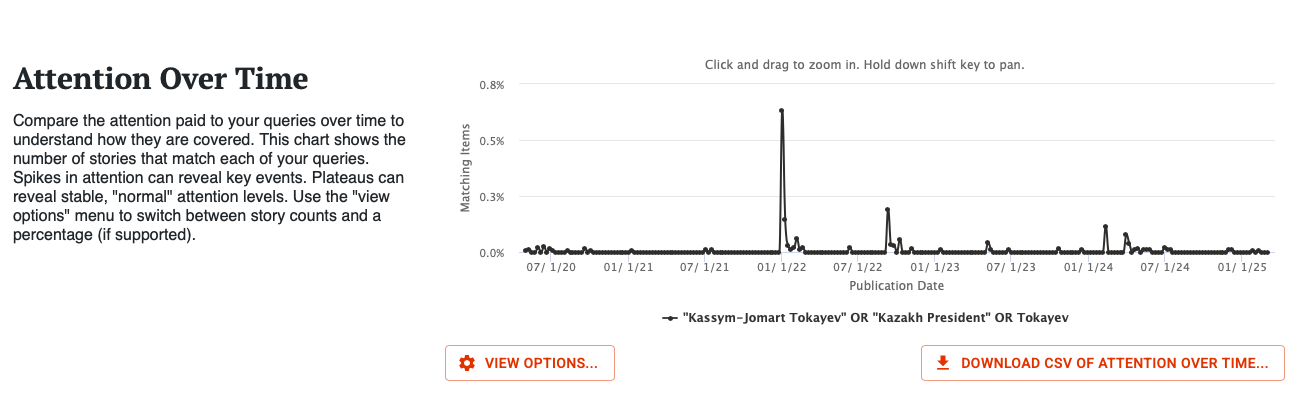 Attention Over Time
Compare the attention paid to your queries over time to
understand how they are covered. This chart shows the
number of stories that match each of your queries.
Spikes in attention can reveal key events. Plateaus can
reveal stable, "normal" attention levels. Use the "view
options" menu to switch between story counts and a
percentage (if supported).
Click and drag to zoom in. Hold down shift key to pan.
Matching Items
0.8%
0.5%
0.3%
0.0%
07/ 1/20 01/ 1/21 07/ 1/21 01/ 1/22 07/ 1/22 01/ 1/23 07/ 1/23 01/ 1/24 07/ 1/24 01/ 1/25
Publication Date
"Kassym-Jomart Tokayev" OR "Kazakh President" OR Tokayev
VIEW OPTIONS...
DOWNLOAD CSV OF ATTENTION OVER TIME...